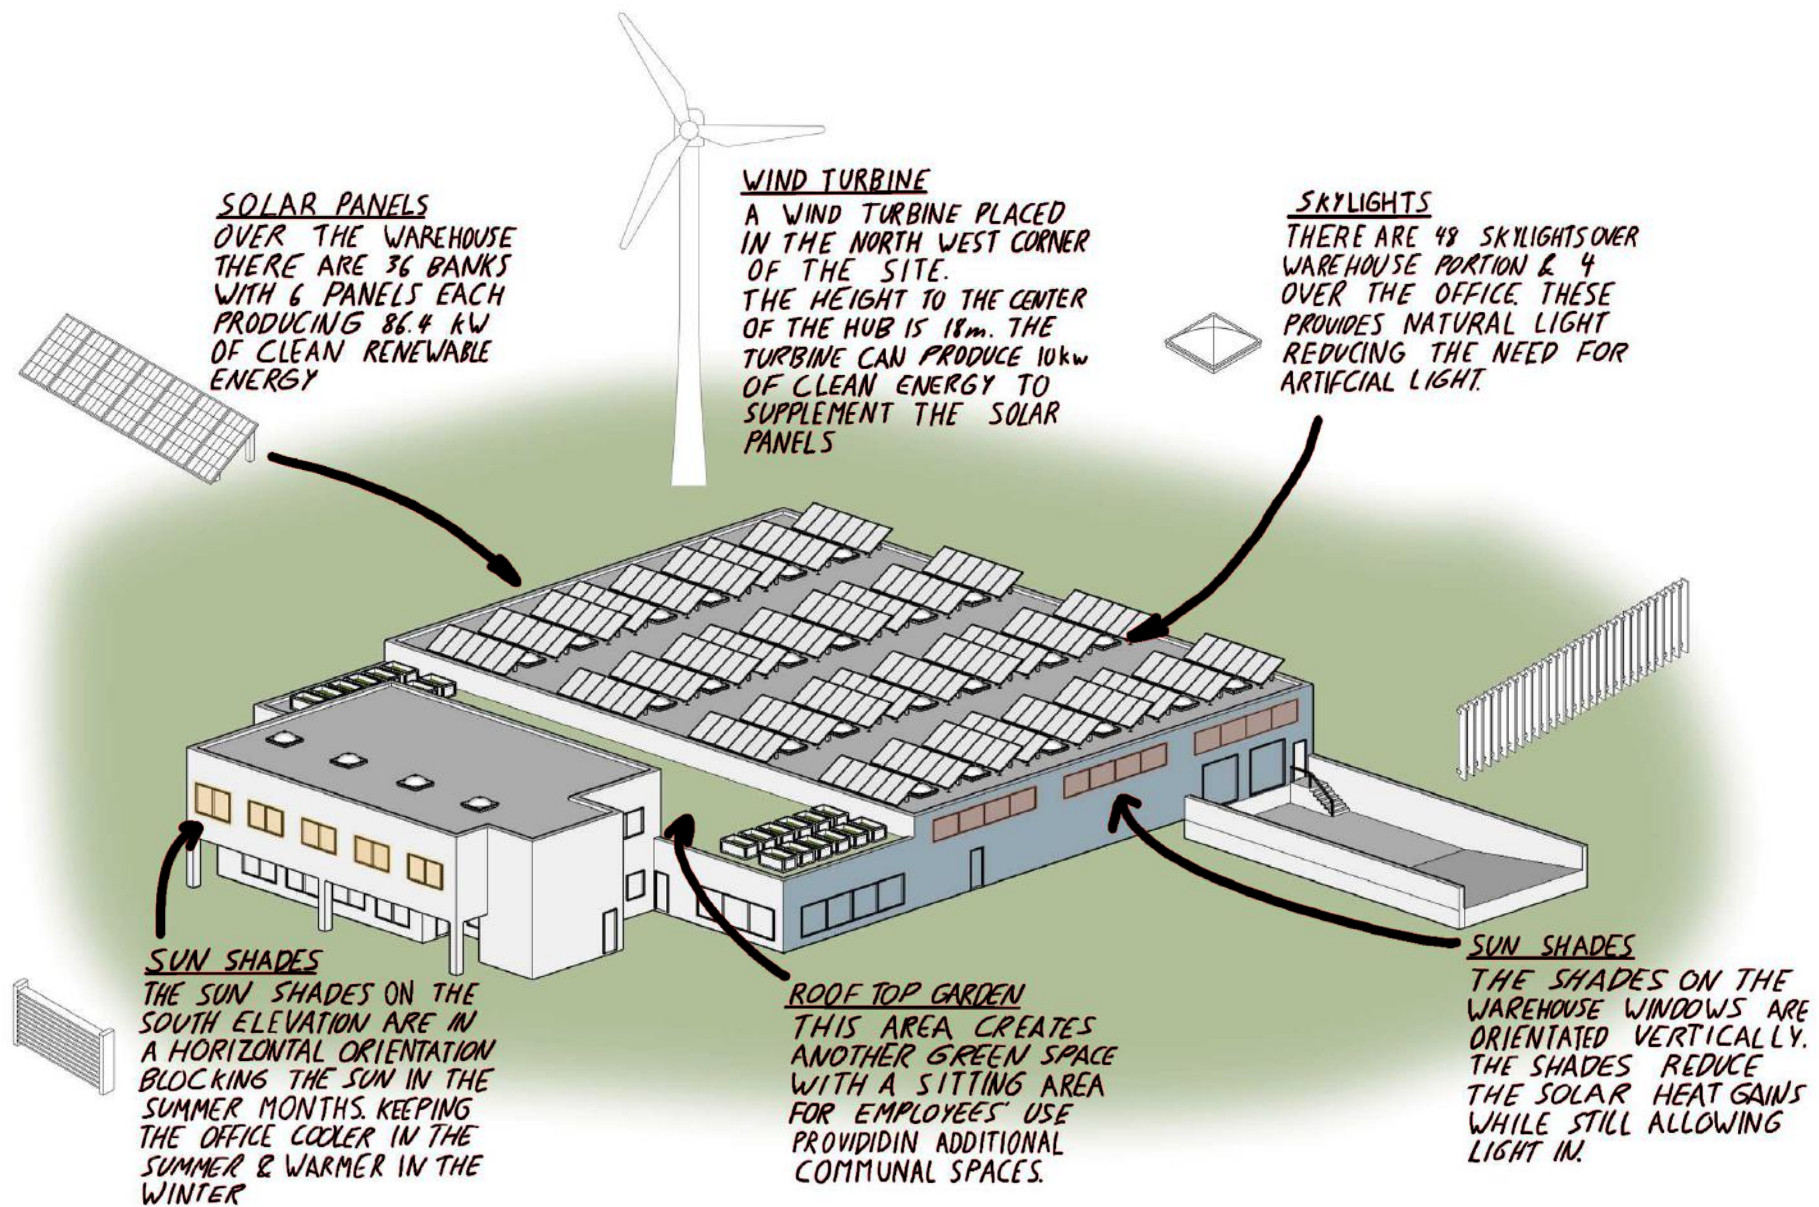 SOLAR PANELS
OVER THE WAREHOUSE
THERE ARE 36 BANKS
WITH 6 PANELS EACH
PRODUCING 86.4 KW
OF CLEAN RENEWABLE
ENERGY
WIND TURBINE
A WIND TURBINE PLACED
IN THE NORTH WEST CORNER
OF THE SITE.
THE HEIGHT TO THE CENTER
OF THE HUB IS 18m. THE
TURBINE CAN PRODUCE 10kw
OF CLEAN ENERGY TO
SUPPLEMENT THE SOLAR
PANELS
SKYLIGHTS
THERE ARE 48 SKYLIGHTS OVER
WAREHOUSE PORTION & 4
OVER THE OFFICE. THESE
PROVIDES NATURAL LIGHT
REDUCING THE NEED FOR
ARTIFCIAL LIGHT.
SUN SHADES
THE SUN SHADES ON THE
SOUTH ELEVATION ARE IN
A HORIZONTAL ORIENTATION
BLOCKING THE SUN IN THE
SUMMER MONTHS. KEEPING
THE OFFICE COOLER IN THE
SUMMER & WARMER IN THE
WINTER
ROOF TOP GARDEN
THIS AREA CREATES
ANOTHER GREEN SPACE
WITH A SITTING AREA
FOR EMPLOYEES' USE
PROVIDIDIN ADDITIONAL
COMMUNAL SPACES.
SUN SHADES
THE SHADES ON THE
WAREHOUSE WINDOWS ARE
ORIENTATED VERTICALLY.
THE SHADES REDUCE
THE SOLAR HEAT GAINS
WHILE STILL ALLOWING
LIGHT IN.